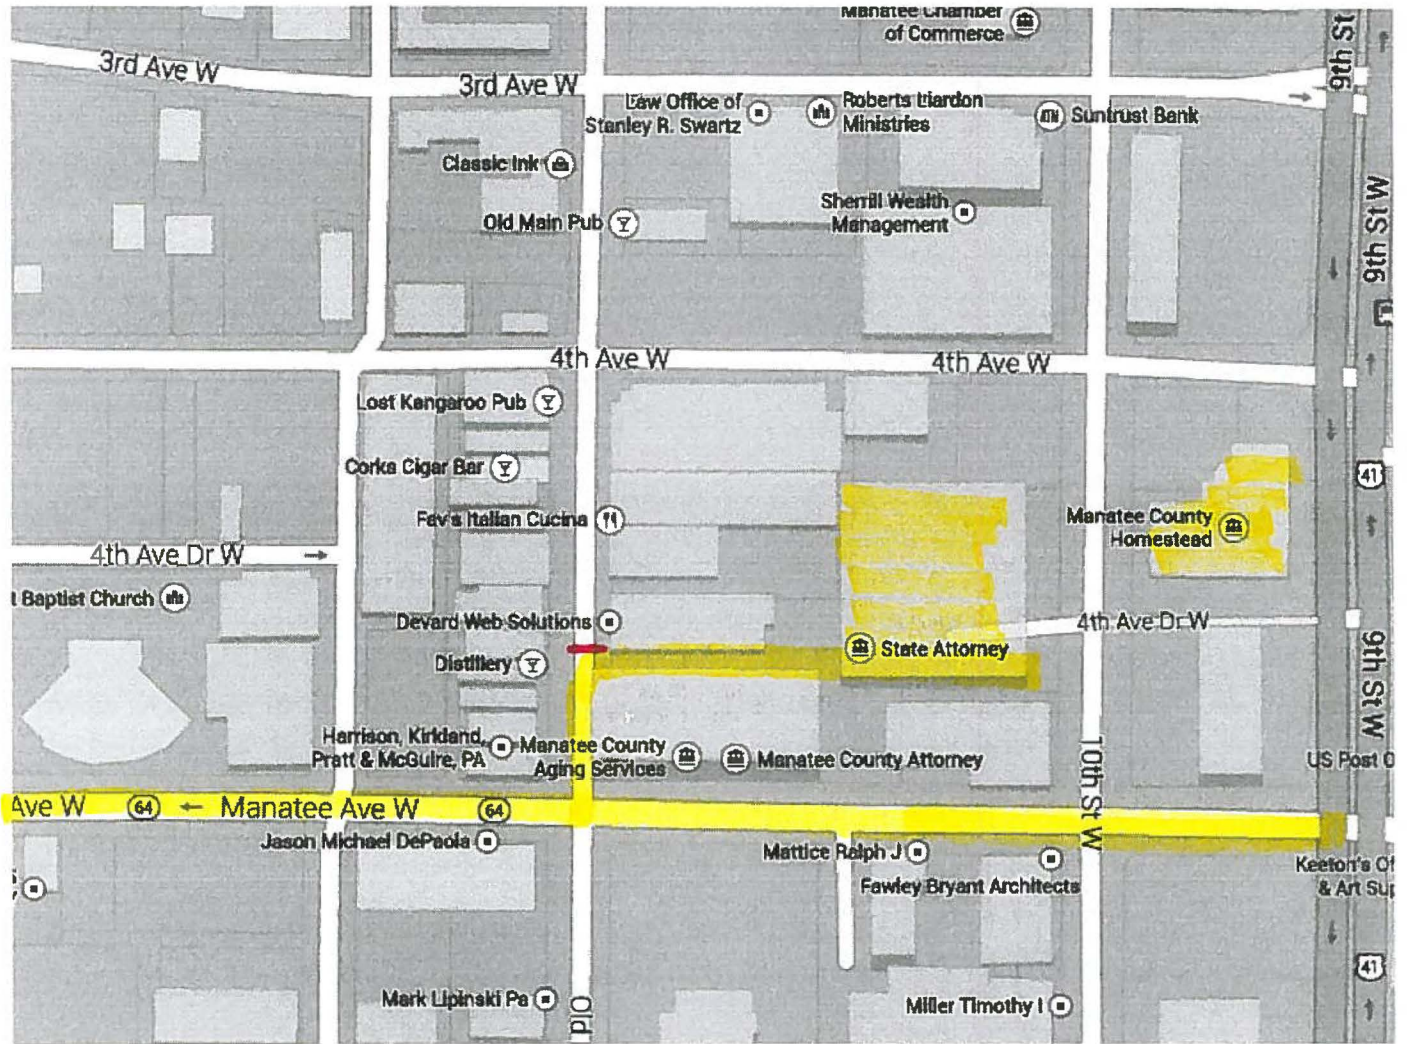 Manatee Chamber
of Commerce
9th St
3rd Ave W
3rd Ave W
Law Office of
Stanley R. Swartz
Roberts Liardon
Ministries
Suntrust Bank
Classic Ink
Old Main Pub
Sherrill Wealth
Management
9th St W
4th Ave W
4th Ave W
Lost Kangaroo Pub
Corks Cigar Bar
41
Fav's Italian Cucina
Manatee County
Homestead
4th Ave Dr W
t Baptist Church
Devard Web Solutions
4th Ave Dr W
State Attorney
Distillery
9th St W
Harrison, Kirkland,
Pratt & McGuire, PA
Manatee County
Aging Services
Manatee County Attorney
10th St W
US Post O
Ave W
64
Manatee Ave W
64
Jason Michael DePaola
Mattice Ralph J
Fawley Bryant Architects
Keeton's Of
& Art Sup
41
Mark Lipinski Pa
Old
Miller Timothy I